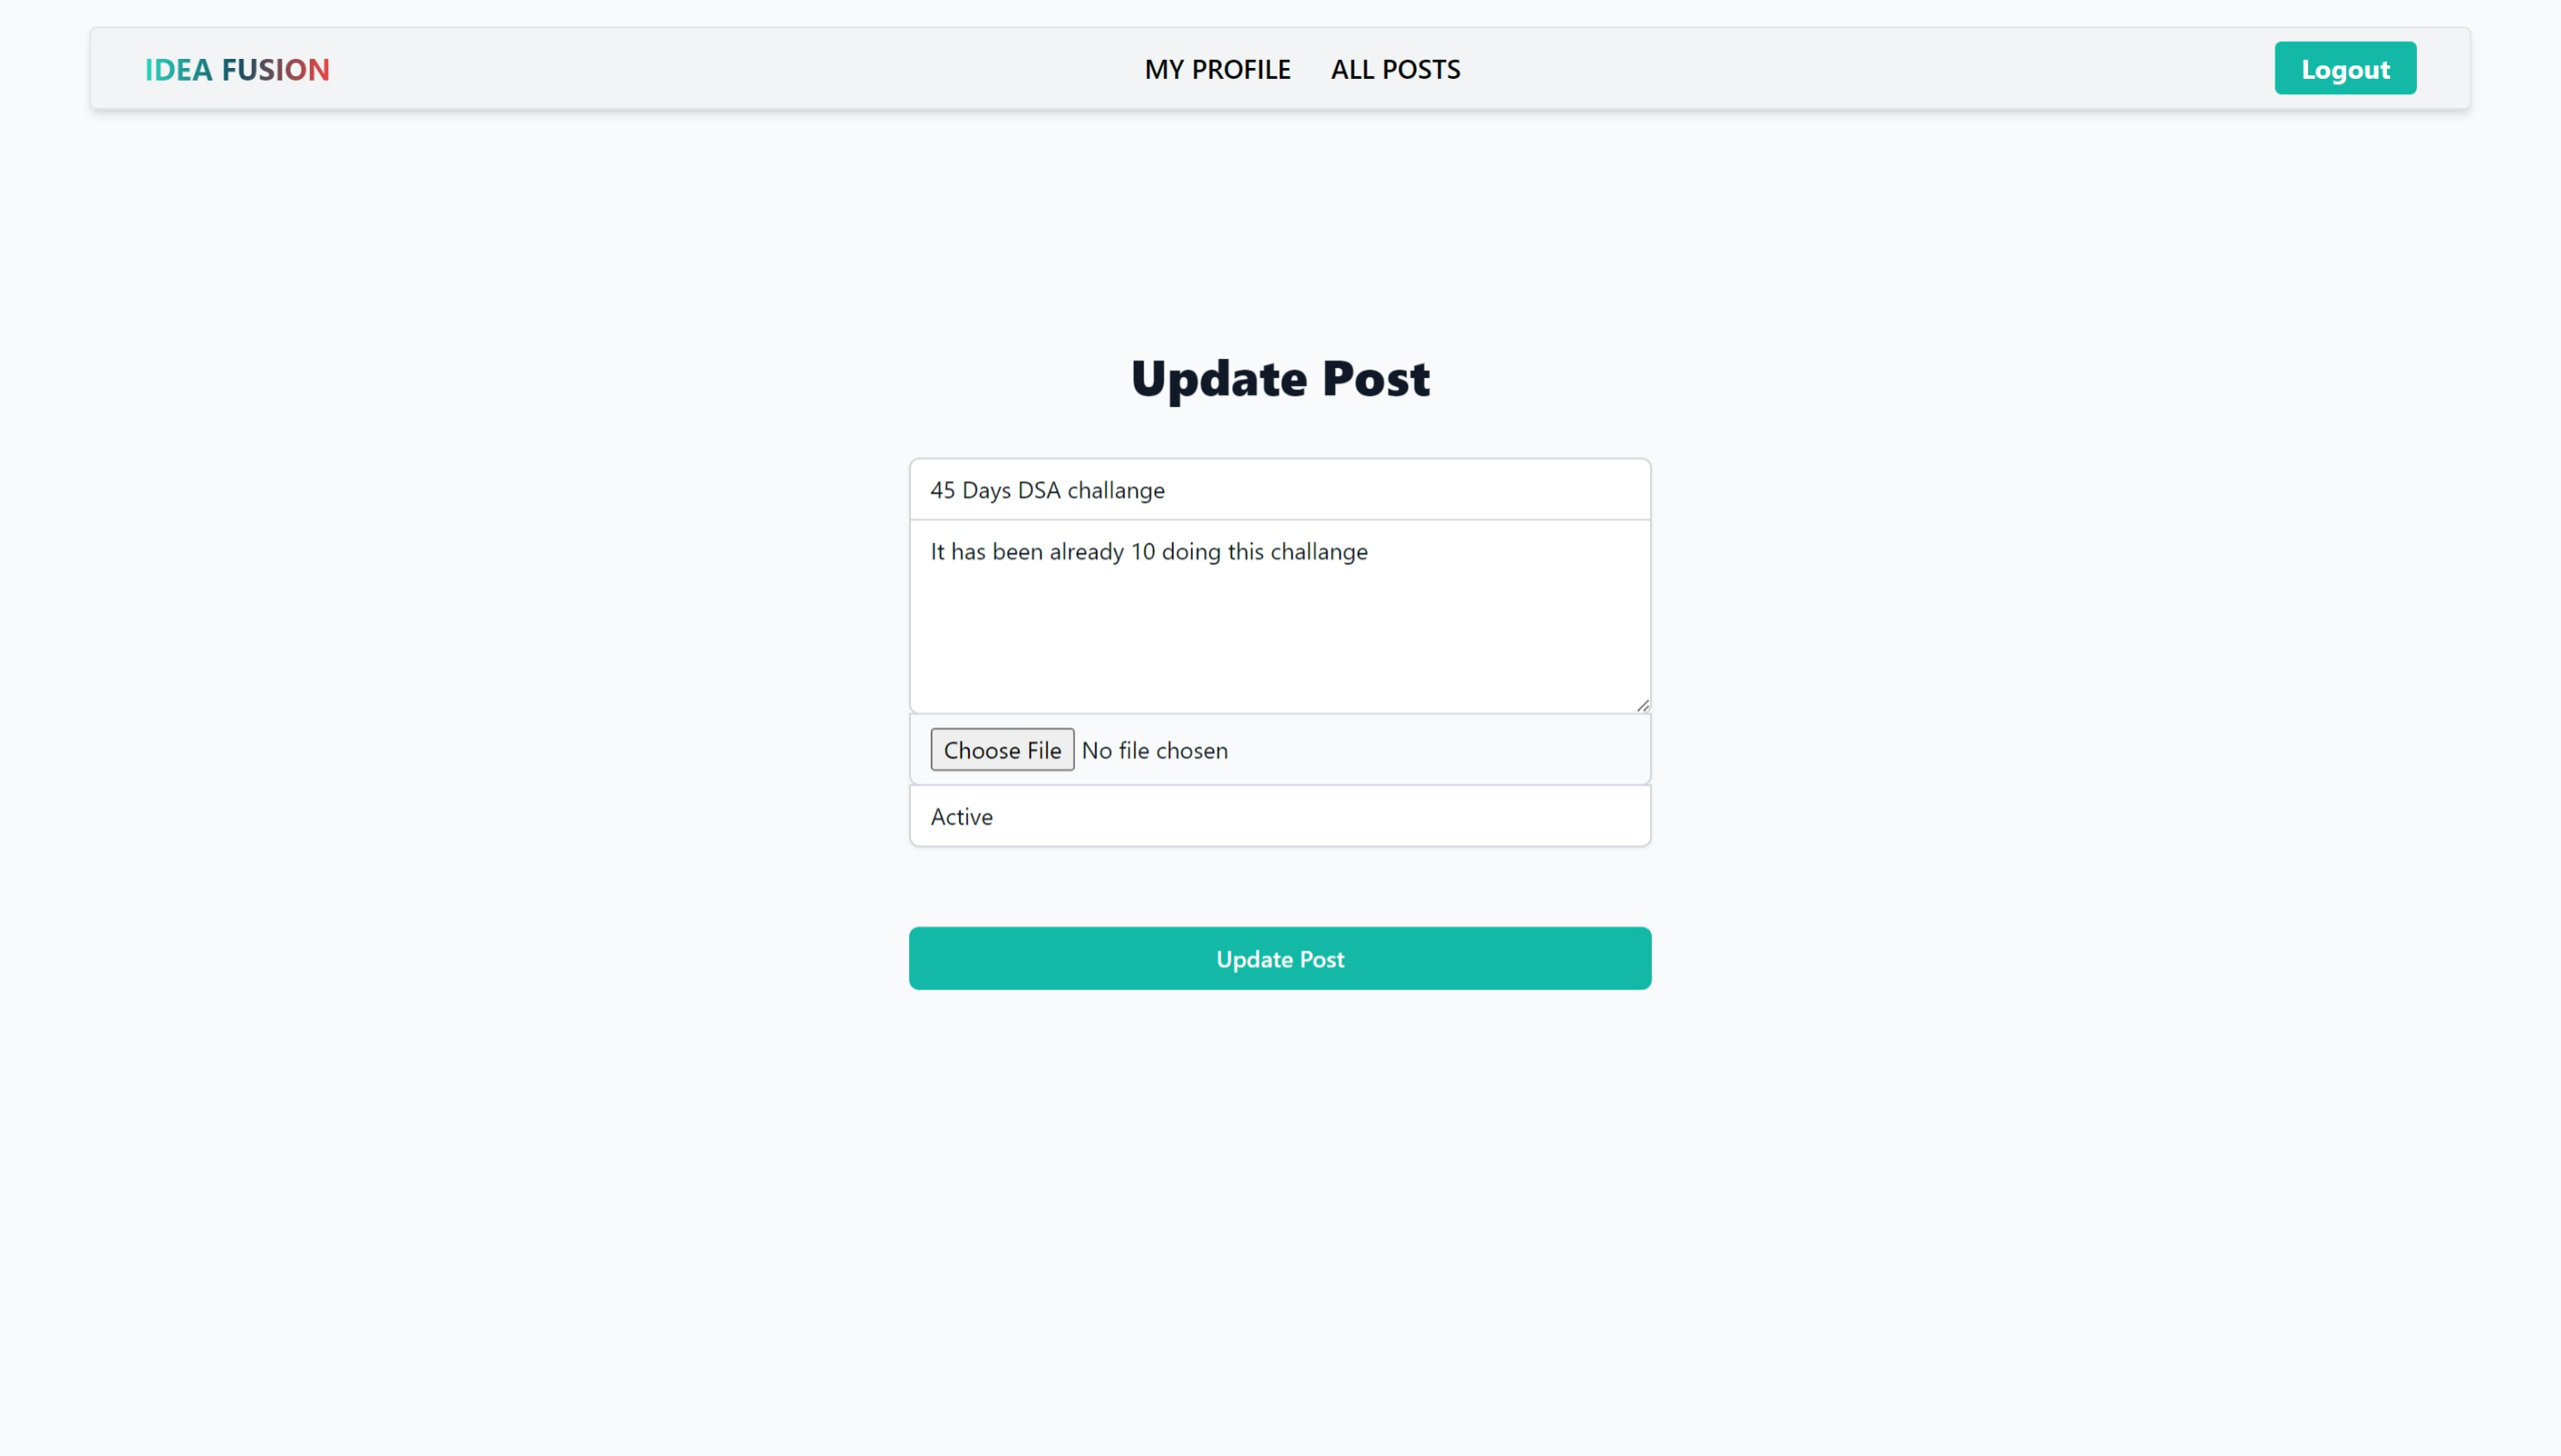 IDEA FUSION
MY PROFILE
ALL POSTS
Logout
Update Post
45 Days DSA challange
It has been already 10 doing this challange
Choose File No file chosen
Active
Update Post